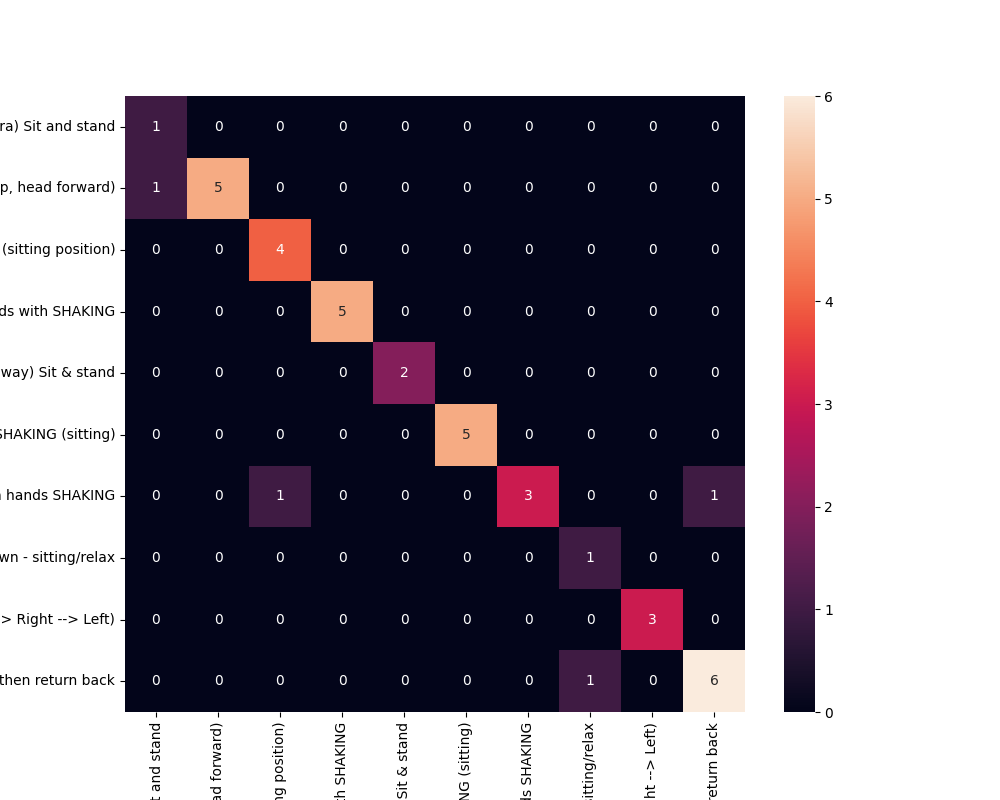 6
ra) Sit and stand 1 0 0 0 0 0 0 0 0 0
p, head forward) 1 5 0 0 0 0 0 0 0 0
5
(sitting position) 0 0 4 0 0 0 0 0 0 0
4
ds with SHAKING 0 0 0 5 0 0 0 0 0 0
way) Sit & stand 0 0 0 0 2 0 0 0 0 0
3
SHAKING (sitting) 0 0 0 0 0 5 0 0 0 0
hands SHAKING 0 0 1 0 0 0 3 0 0 1
2
wn - sitting/relax 0 0 0 0 0 0 0 1 0 0
1
> Right --> Left) 0 0 0 0 0 0 0 0 3 0
then return back 0 0 0 0 0 0 0 1 0 6
0
t and stand
ad forward)
ng position)
th SHAKING
Sit & stand
NG (sitting)
ds SHAKING
sitting/relax
ht --> Left)
return back